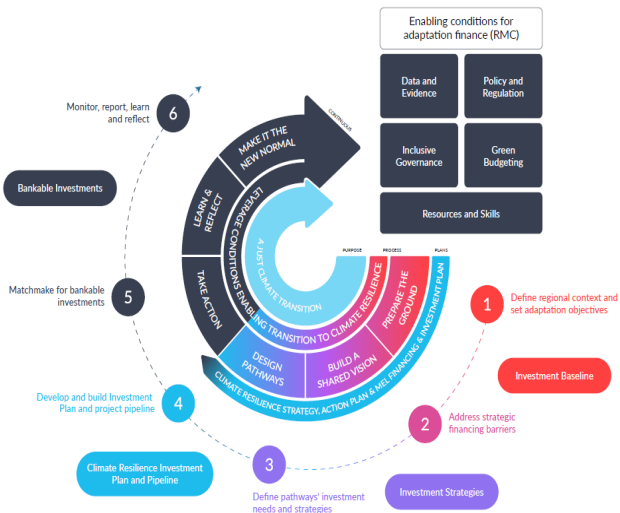 Enabling conditions for
adaptation finance (RMC)
Data and
Evidence
Policy and
Regulation
Inclusive
Governance
Green
Budgeting
Resources and Skills
6
Monitor, report, learn
and reflect
Bankable Investments
5
Matchmake for bankable
investments
4
Develop and build Investment
Plan and project pipeline
Climate Resilience Investment
Plan and Pipeline
3
Define pathways' investment
needs and strategies
Investment Strategies
2
Address strategic
financing barriers
Investment Baseline
1
Define regional context and
set adaptation objectives
CONTINUOUS
MAKE IT THE
NEW NORMAL
LEARN &
REFLECT
TAKE ACTION
DESIGN
PATHWAYS
BUILD A
SHARED VISION
PREPARE THE
GROUND
LEVERAGE CONDITIONS ENABLING TRANSITION TO CLIMATE RESILIENCE
A JUST CLIMATE TRANSITION
PURPOSE
PROCESS
PLANS
CLIMATE RESILIENCE STRATEGY, ACTION PLAN & MEL FINANCING & INVESTMENT PLAN